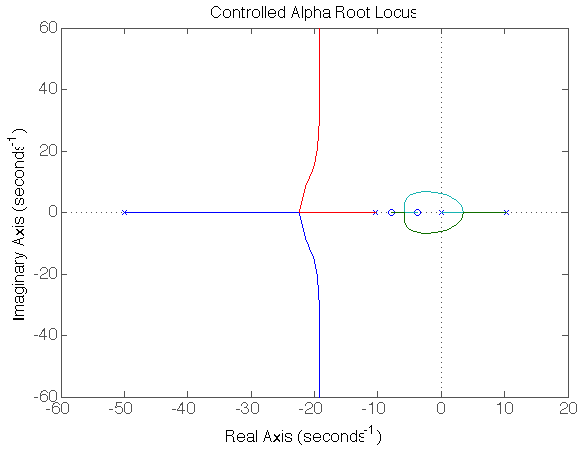 Controlled Alpha Root Locus
60
40
20
0
-20
-40
-60
-60 -50 -40 -30 -20 -10 0 10 20
Imaginary Axis (seconds⁻¹)
Real Axis (seconds⁻¹)